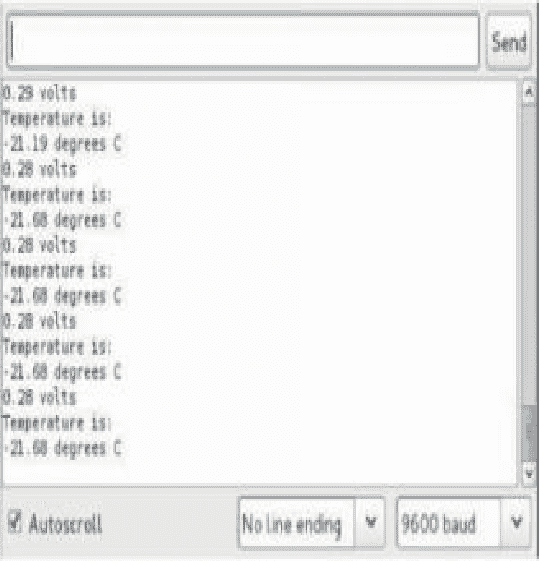 Send
0.29 volts
Temperature is:
-21.19 degrees C
0.28 volts
Temperature is:
-21.68 degrees C
0.28 volts
Temperature is:
-21.68 degrees C
0.28 volts
Temperature is:
-21.68 degrees C
0.28 volts
Temperature is:
-21.68 degrees C
Autoscroll
No line ending
9600 baud